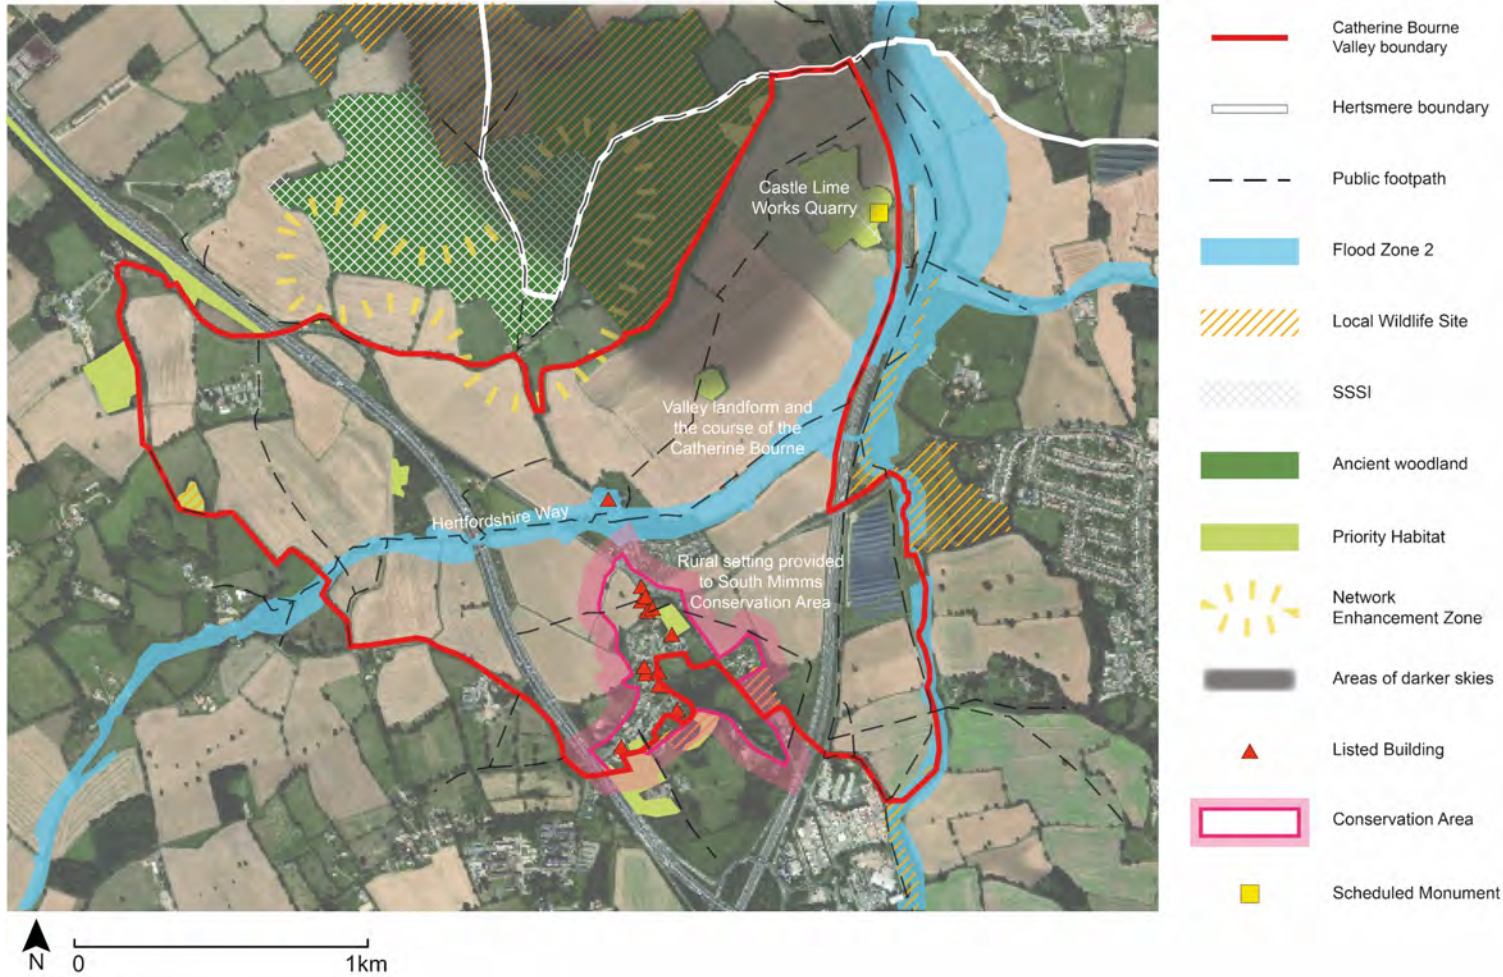 Castle Lime
Works Quarry
Valley landform and
the course of the
Catherine Bourne
Hertfordshire Way
Rural setting provided
to South Mimms
Conservation Area
Catherine Bourne
Valley boundary
Hertsmere boundary
Public footpath
Flood Zone 2
Local Wildlife Site
SSSI
Ancient woodland
Priority Habitat
Network
Enhancement Zone
Areas of darker skies
Listed Building
Conservation Area
Scheduled Monument
N
0
1km